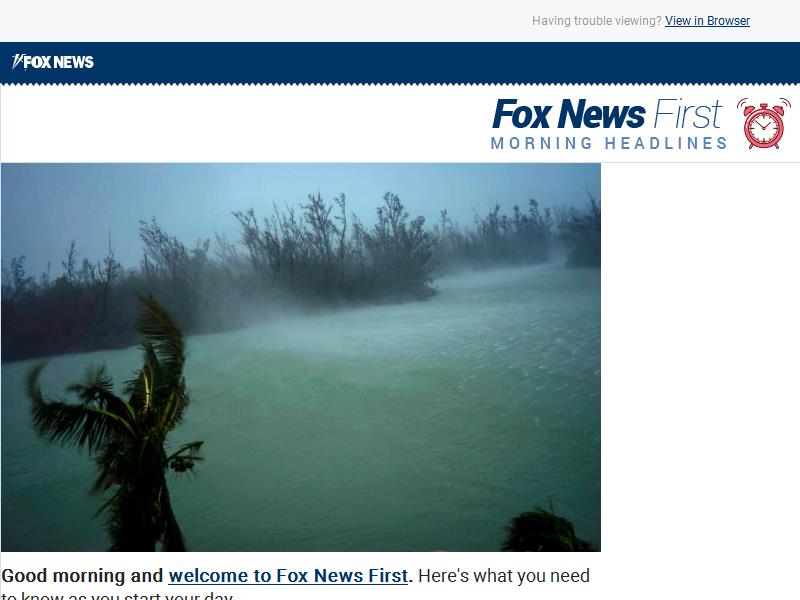 Having trouble viewing? View in Browser
FOX NEWS
Fox News First
MORNING HEADLINES
Good morning and welcome to Fox News First. Here's what you need
to know as you start your day